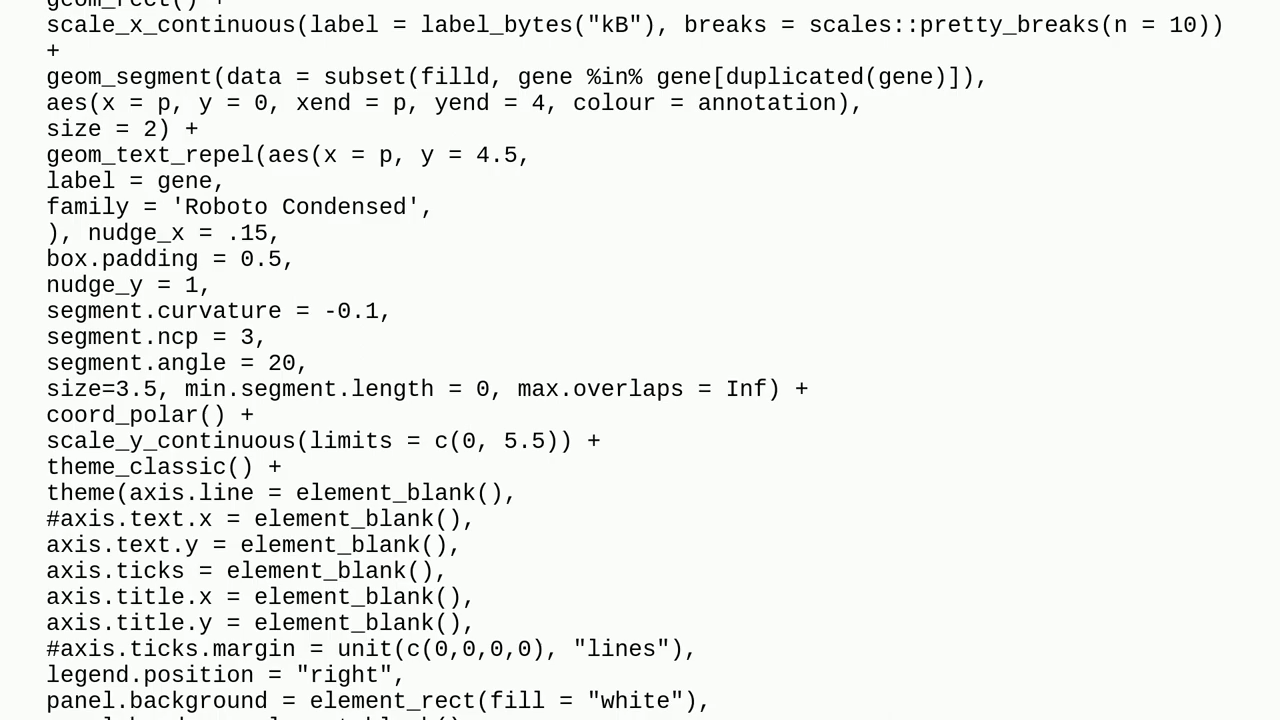 geom_rect() +
scale_x_continuous(label = label_bytes("kB"), breaks = scales::pretty_breaks(n = 10))
+
geom_segment(data = subset(filld, gene %in% gene[duplicated(gene)]),
aes(x = p, y = 0, xend = p, yend = 4, colour = annotation),
size = 2) +
geom_text_repel(aes(x = p, y = 4.5,
label = gene,
family = 'Roboto Condensed',
), nudge_x = .15,
box.padding = 0.5,
nudge_y = 1,
segment.curvature = -0.1,
segment.ncp = 3,
segment.angle = 20,
size=3.5, min.segment.length = 0, max.overlaps = Inf) +
coord_polar() +
scale_y_continuous(limits = c(0, 5.5)) +
theme_classic() +
theme(axis.line = element_blank(),
#axis.text.x = element_blank(),
axis.text.y = element_blank(),
axis.ticks = element_blank(),
axis.title.x = element_blank(),
axis.title.y = element_blank(),
#axis.ticks.margin = unit(c(0,0,0,0), "lines"),
legend.position = "right",
panel.background = element_rect(fill = "white"),